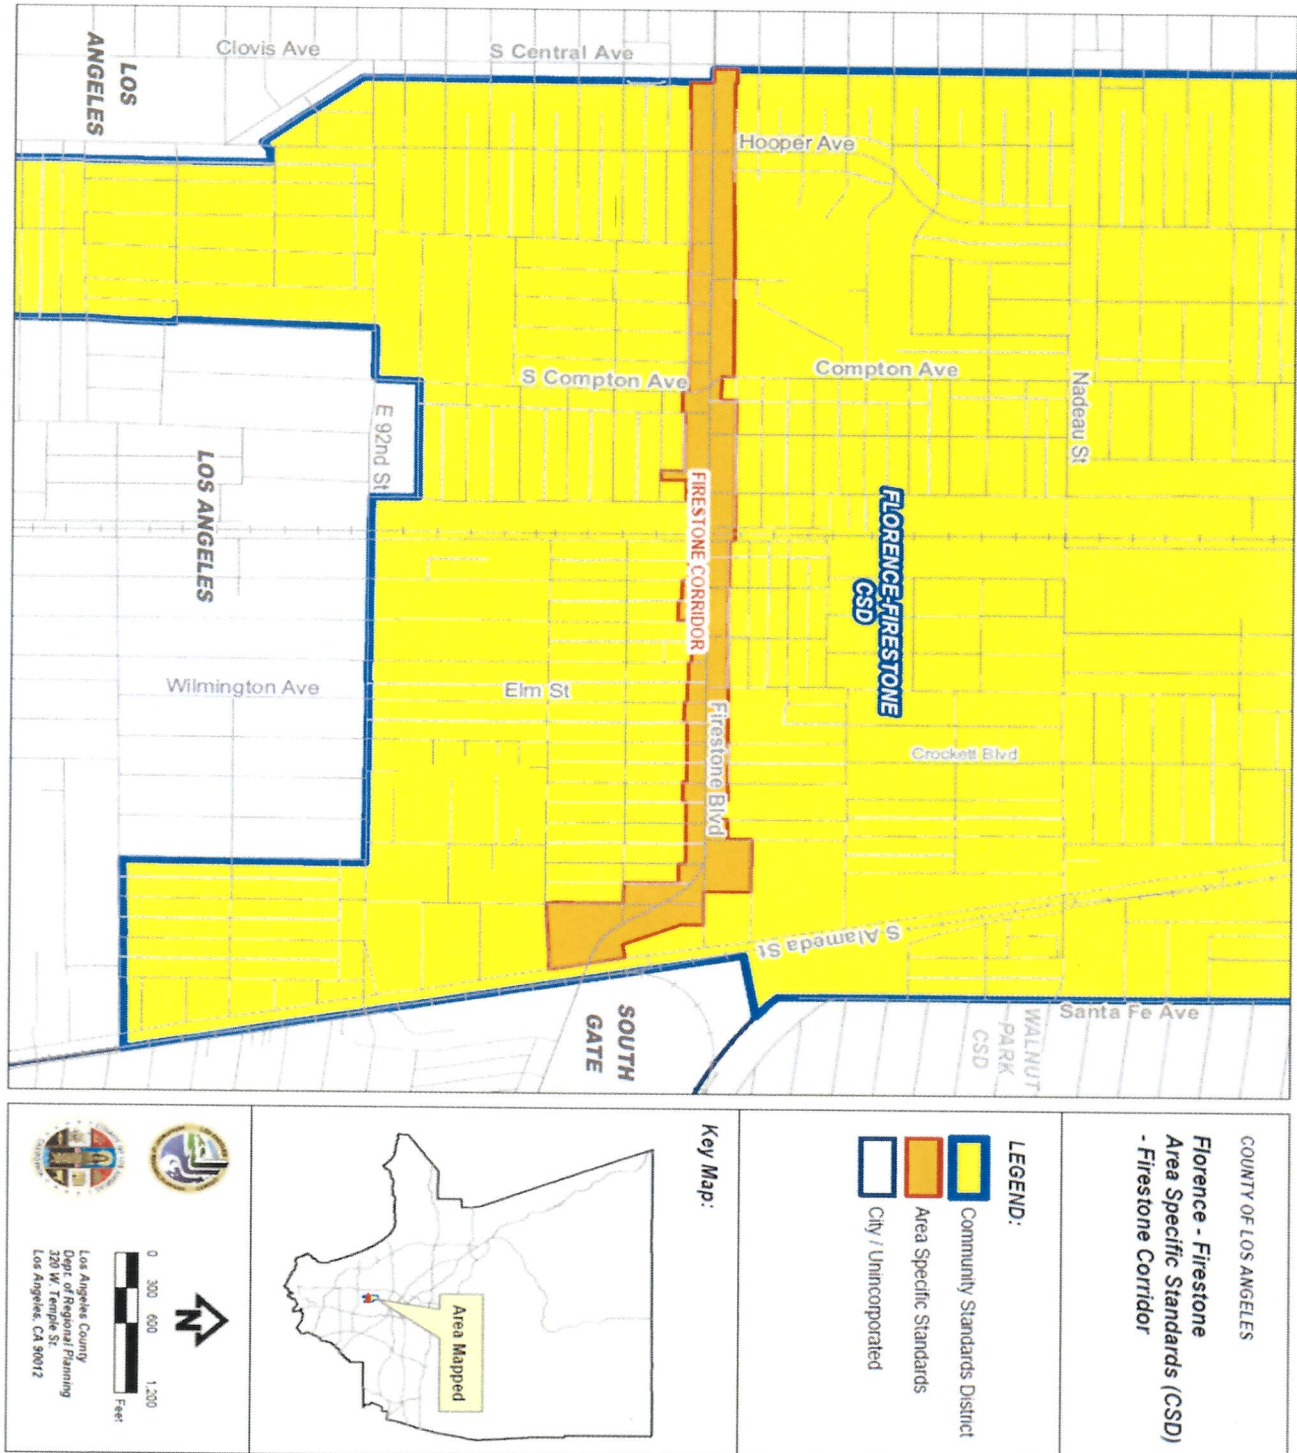 COUNTY OF LOS ANGELES
Florence - Firestone
Area Specific Standards (CSD)
- Firestone Corridor
LEGEND:
Community Standards District
Area Specific Standards
City / Unincorporated
Key Map:
Area Mapped
N
0 300 600 1,200
Feet
Los Angeles County
Dept. of Regional Planning
320 W. Temple St.
Los Angeles, CA 90012
Nadeau St
Hooper Ave
Compton Ave
FLORENCE-FIRESTONE
CSD
Crockett Blvd
Santa Fe Ave
WALNUT
PARK
CSD
S Alameda St
S Central Ave
FIRESTONE CORRIDOR
Firestone Blvd
S Compton Ave
Elm St
SOUTH
GATE
Clovis Ave
E 92nd St
LOS
ANGELES
LOS ANGELES
Wilmington Ave